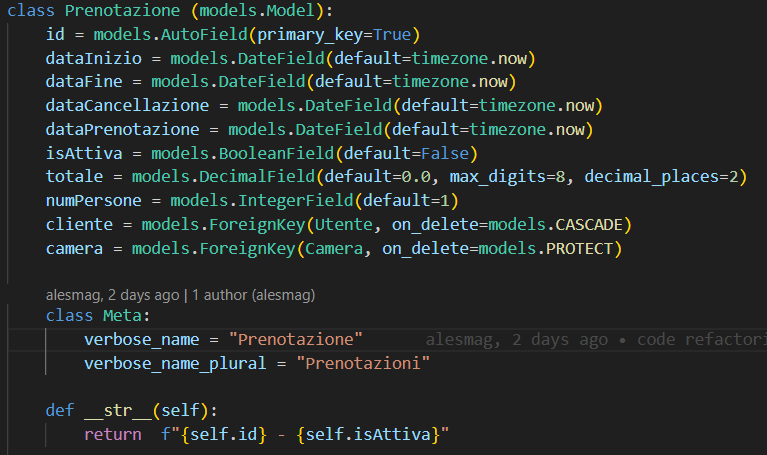 class Prenotazione (models.Model):
    id = models.AutoField(primary_key=True)
    dataInizio = models.DateField(default=timezone.now)
    dataFine = models.DateField(default=timezone.now)
    dataCancellazione = models.DateField(default=timezone.now)
    dataPrenotazione = models.DateField(default=timezone.now)
    isAttiva = models.BooleanField(default=False)
    totale = models.DecimalField(default=0.0, max_digits=8, decimal_places=2)
    numPersone = models.IntegerField(default=1)
    cliente = models.ForeignKey(Utente, on_delete=models.CASCADE)
    camera = models.ForeignKey(Camera, on_delete=models.PROTECT)
    alesmag, 2 days ago | 1 author (alesmag)
    class Meta:
        verbose_name = "Prenotazione"     alesmag, 2 days ago • code refactori
        verbose_name_plural = "Prenotazioni"
    def __str__(self):
        return  f"{self.id} - {self.isAttiva}"